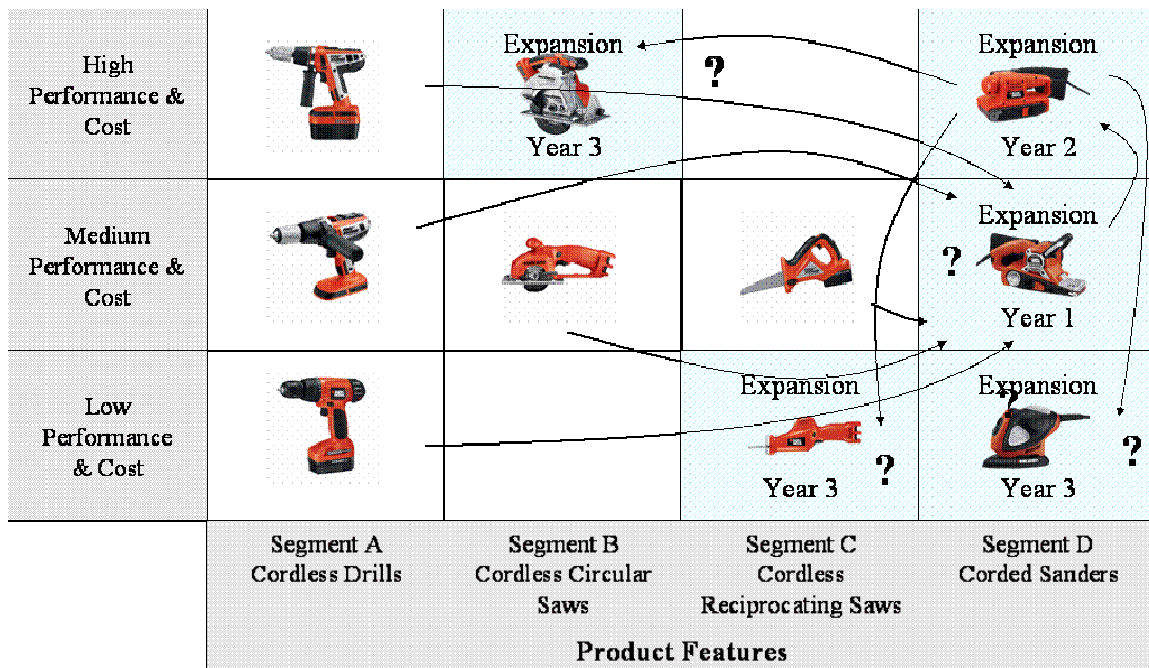 High
Performance &
Cost
Expansion
Year 3
?
Expansion
Year 2
Medium
Performance &
Cost
?
Expansion
Year 1
Low
Performance
& Cost
Expansion
Year 3
?
Expansion
?
Year 3
?
Segment A
Cordless Drills
Segment B
Cordless Circular
Saws
Segment C
Cordless
Reciprocating Saws
Segment D
Corded Sanders
Product Features